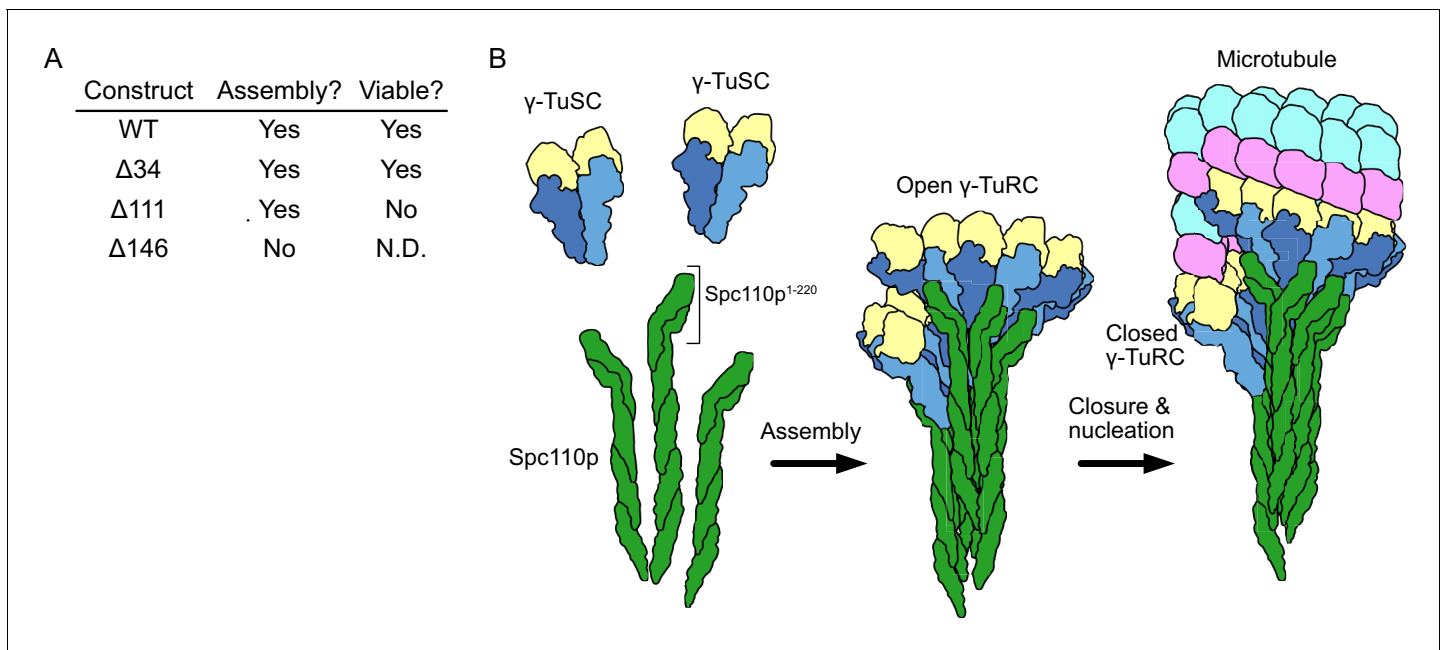 A
Construct Assembly? Viable?
WT Yes Yes
Δ34 Yes Yes
Δ111 Yes No
Δ146 No N.D.
B
γ-TuSC
γ-TuSC
Spc110p1-220
Spc110p
Assembly
Open γ-TuRC
Closure &
nucleation
Microtubule
Closed
γ-TuRC